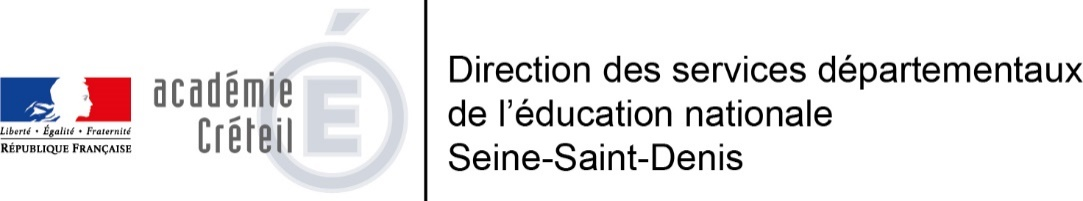 Liberté • Égalité • Fraternité
RÉPUBLIQUE FRANÇAISE
académie
Créteil
É
Direction des services départementaux
de l’éducation nationale
Seine-Saint-Denis